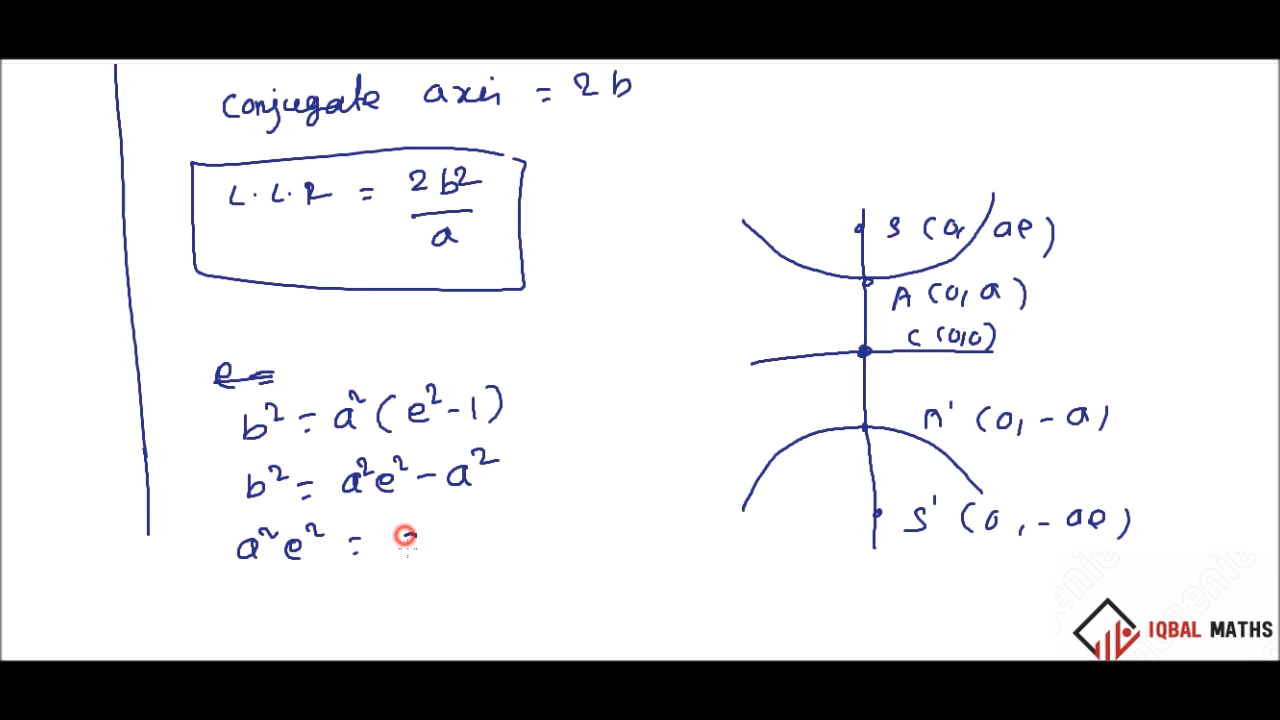 conjugate axis = 2b
L.L.R = 2b²/a
e =
b² = a² (e² - 1)
b² = a²e² - a²
a²e² =
S (0, ae)
A (0, a)
C (0,0)
A' (0, -a)
S' (0, -ae)
IQBAL MATHS